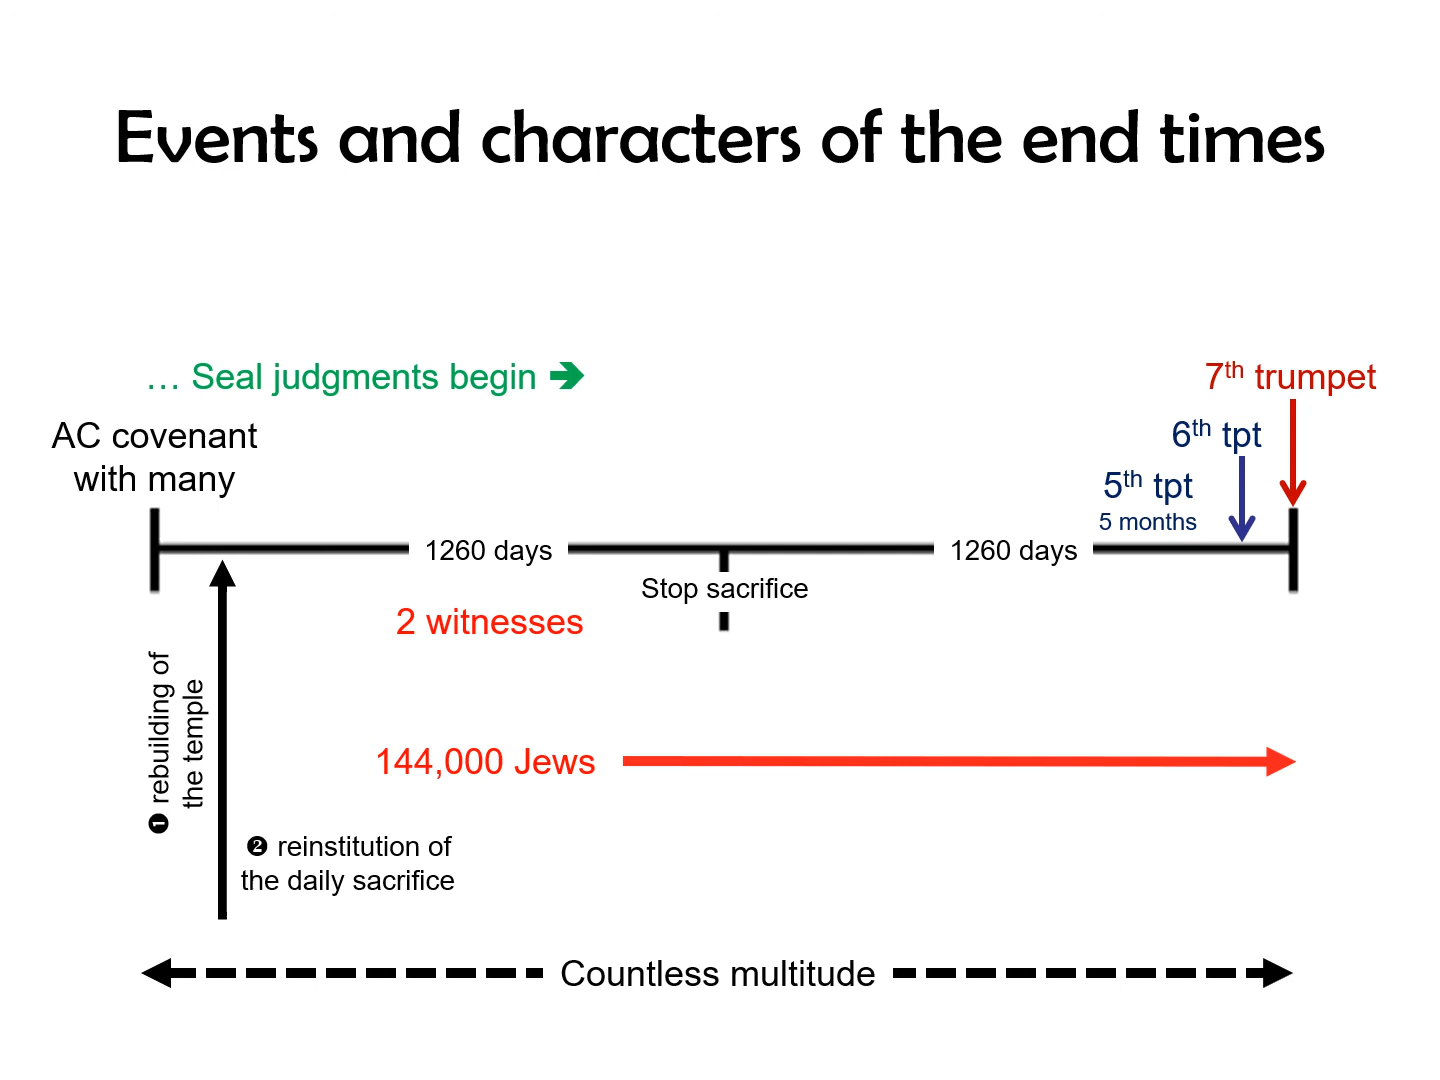 Events and characters of the end times
… Seal judgments begin 🡺
7th trumpet
AC covenant
with many
6th tpt
5th tpt
5 months
1260 days
1260 days
Stop sacrifice
2 witnesses
❶ rebuilding of
the temple
144,000 Jews
❷ reinstitution of
the daily sacrifice
Countless multitude